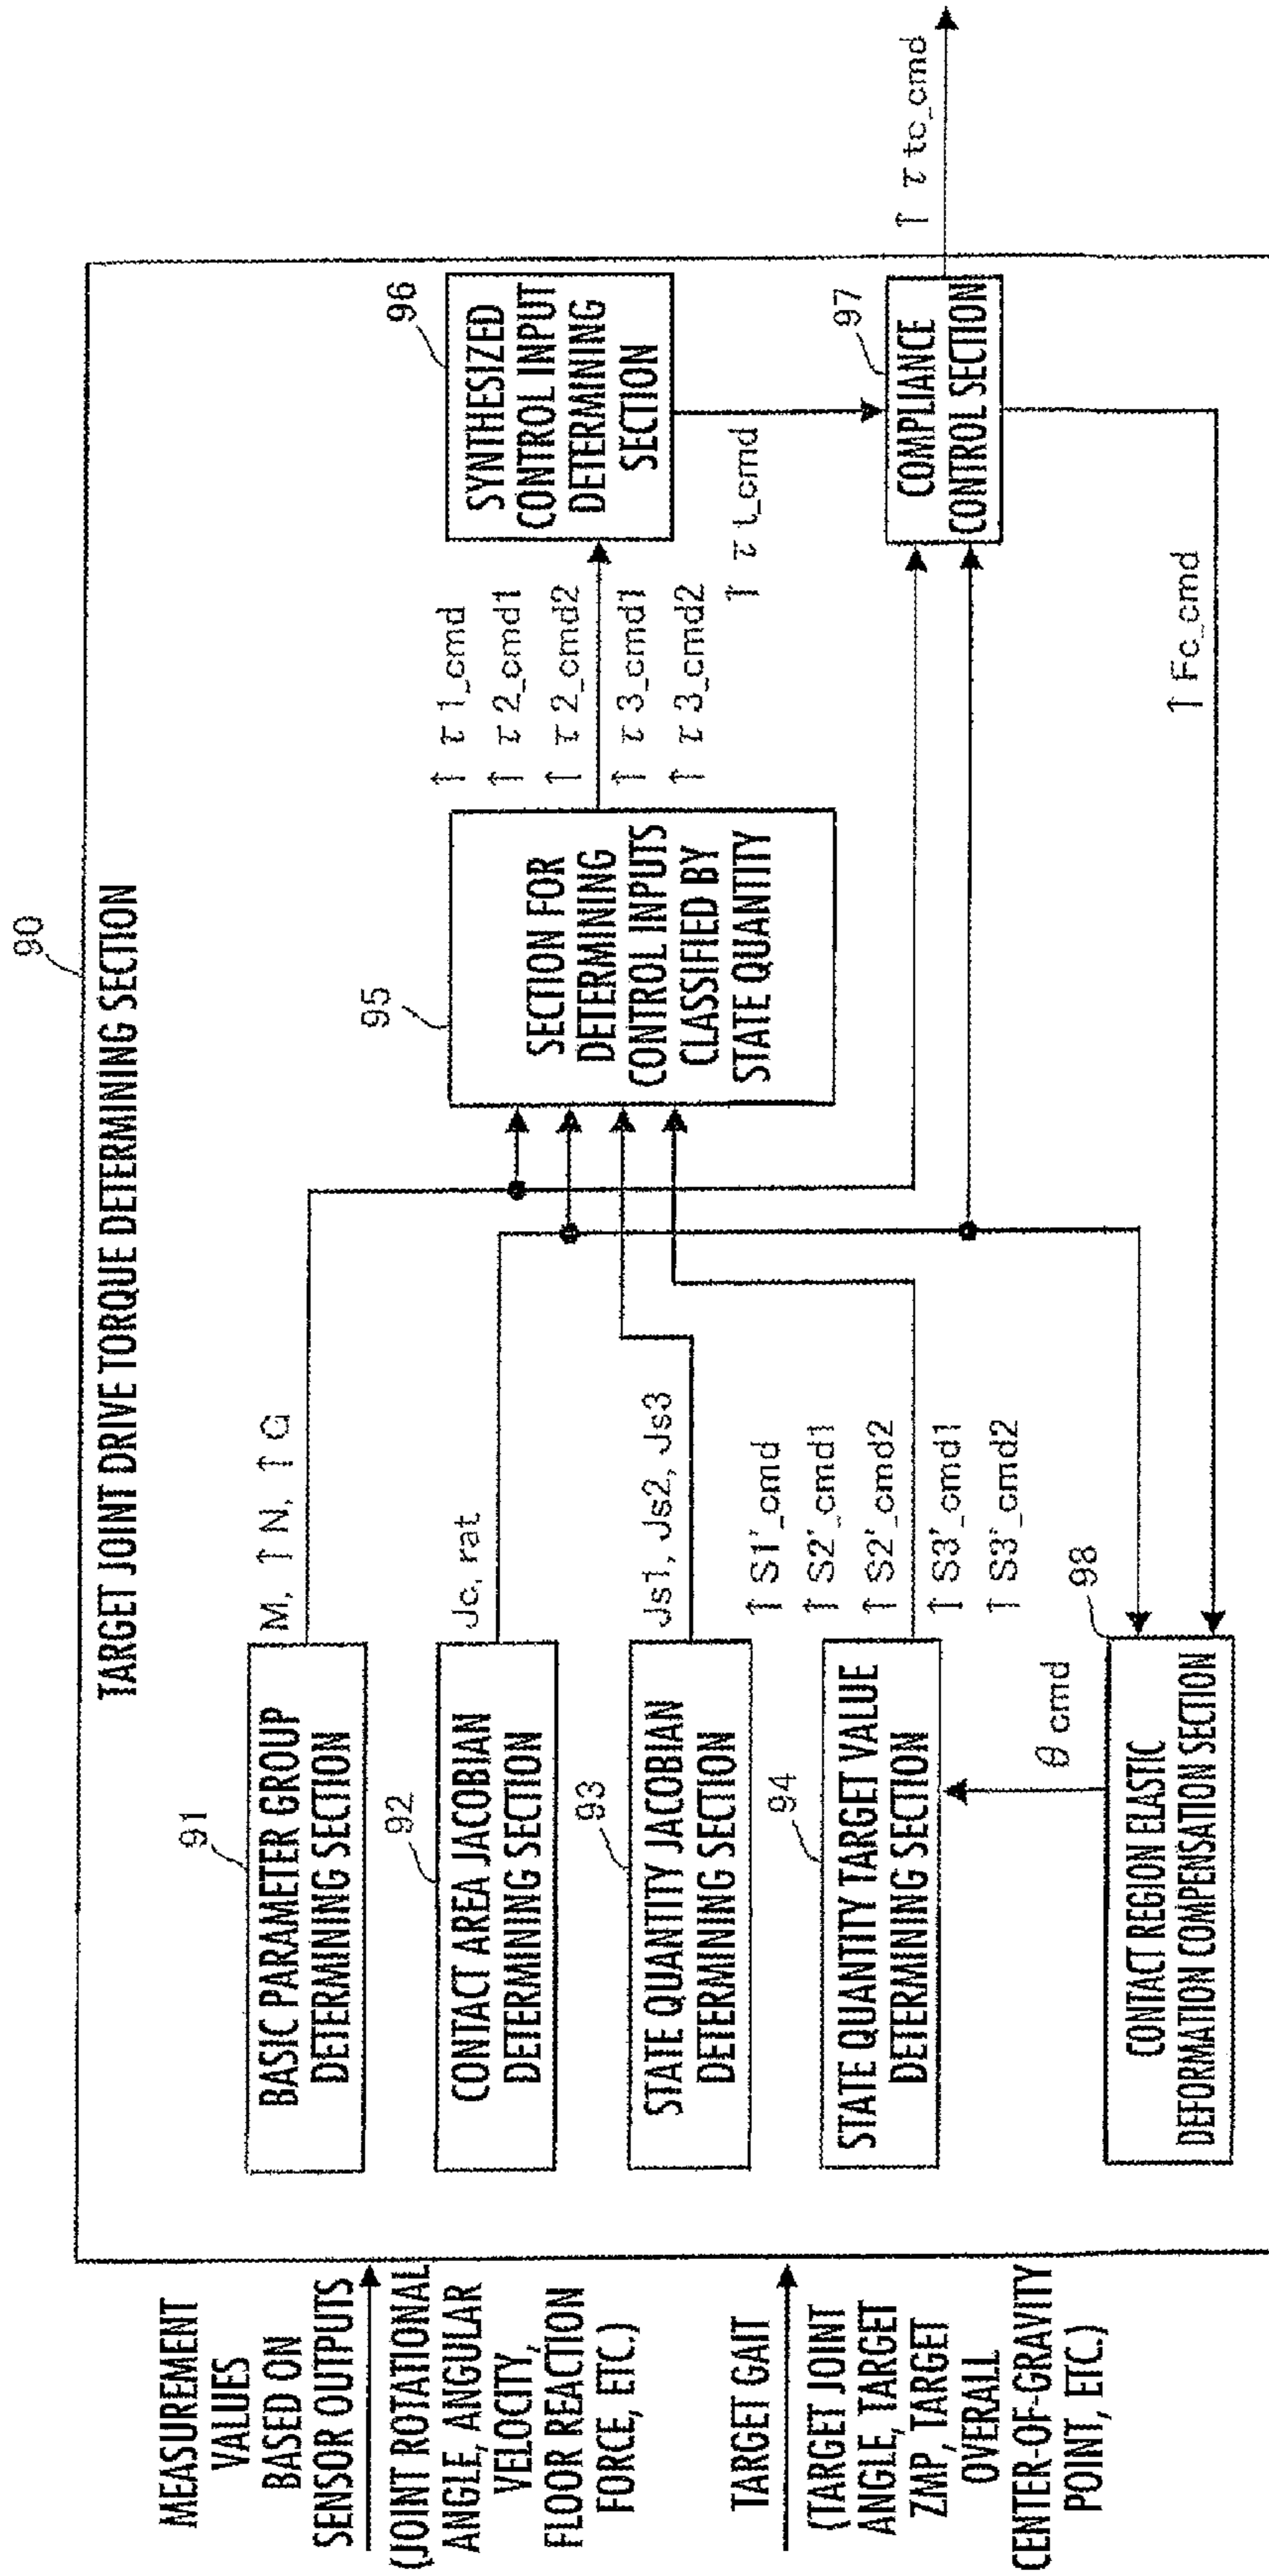 90
TARGET JOINT DRIVE TORQUE DETERMINING SECTION
MEASUREMENT
VALUES
BASED ON
SENSOR OUTPUTS
(JOINT ROTATIONAL
ANGLE, ANGULAR
VELOCITY,
FLOOR REACTION
FORCE, ETC.)
TARGET GAIT
(TARGET JOINT
ANGLE, TARGET
ZMP, TARGET
OVERALL
CENTER-OF-GRAVITY
POINT, ETC.)
91
BASIC PARAMETER GROUP
DETERMINING SECTION
M, ↑N, ↑G
92
CONTACT AREA JACOBIAN
DETERMINING SECTION
Jc, rat
93
STATE QUANTITY JACOBIAN
DETERMINING SECTION
Js1, Js2, Js3
94
STATE QUANTITY TARGET VALUE
DETERMINING SECTION
↑S1'_cmd
↑S2'_cmd1
↑S2'_cmd2
↑S3'_cmd1
↑S3'_cmd2
θcmd
98
CONTACT REGION ELASTIC
DEFORMATION COMPENSATION SECTION
95
SECTION FOR
DETERMINING
CONTROL INPUTS
CLASSIFIED BY
STATE QUANTITY
↑τ1_cmd
↑τ2_cmd1
↑τ2_cmd2
↑τ3_cmd1
↑τ3_cmd2
96
SYNTHESIZED
CONTROL INPUT
DETERMINING
SECTION
↑τt_cmd
97
COMPLIANCE
CONTROL SECTION
↑τtc_cmd
↑Fc_cmd